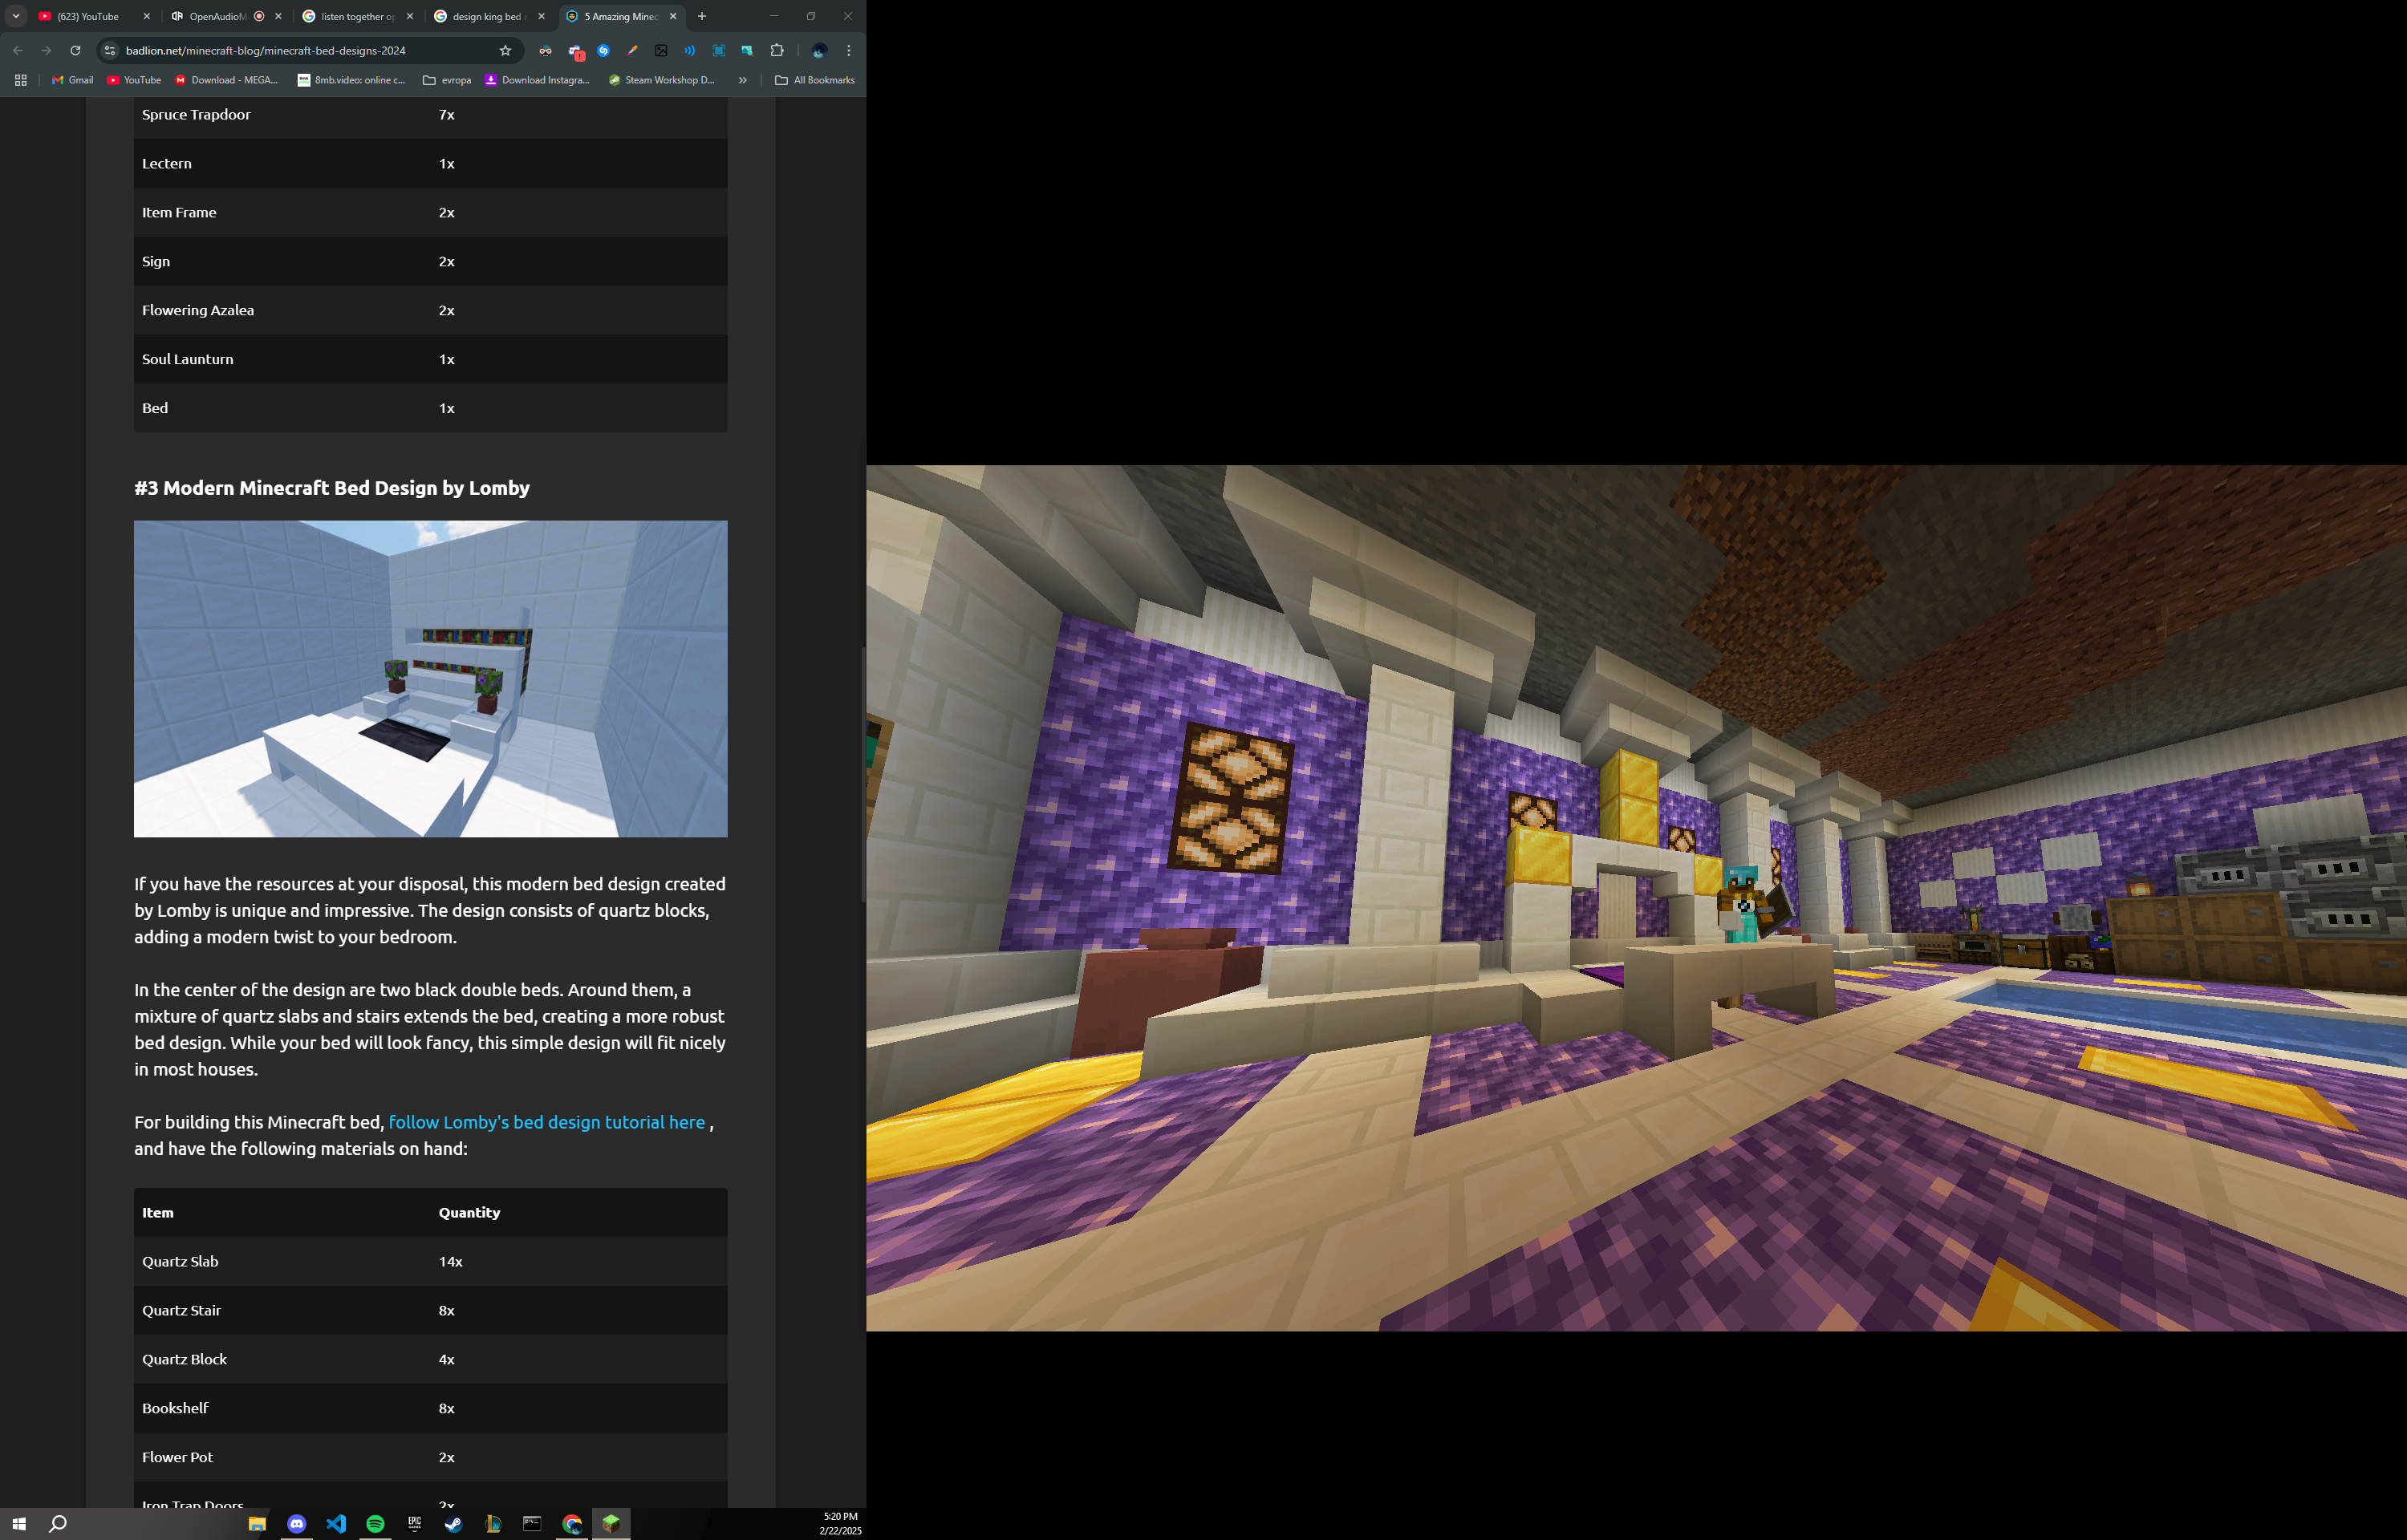 (623) YouTube
OpenAudioM
listen together op
design king bed
5 Amazing Minec
badlion.net/minecraft-blog/minecraft-bed-designs-2024
Gmail
YouTube
Download - MEGA...
8mb.video: online c...
evropa
Download Instagra...
Steam Workshop D...
All Bookmarks
Spruce Trapdoor 7x
Lectern 1x
Item Frame 2x
Sign 2x
Flowering Azalea 2x
Soul Launturn 1x
Bed 1x
#3 Modern Minecraft Bed Design by Lomby
If you have the resources at your disposal, this modern bed design created
by Lomby is unique and impressive. The design consists of quartz blocks,
adding a modern twist to your bedroom.
In the center of the design are two black double beds. Around them, a
mixture of quartz slabs and stairs extends the bed, creating a more robust
bed design. While your bed will look fancy, this simple design will fit nicely
in most houses.
For building this Minecraft bed, follow Lomby's bed design tutorial here ,
and have the following materials on hand:
Item Quantity
Quartz Slab 14x
Quartz Stair 8x
Quartz Block 4x
Bookshelf 8x
Flower Pot 2x
Iron Trap Doors 2x
EPIC
GAMES
5:20 PM
2/22/2025